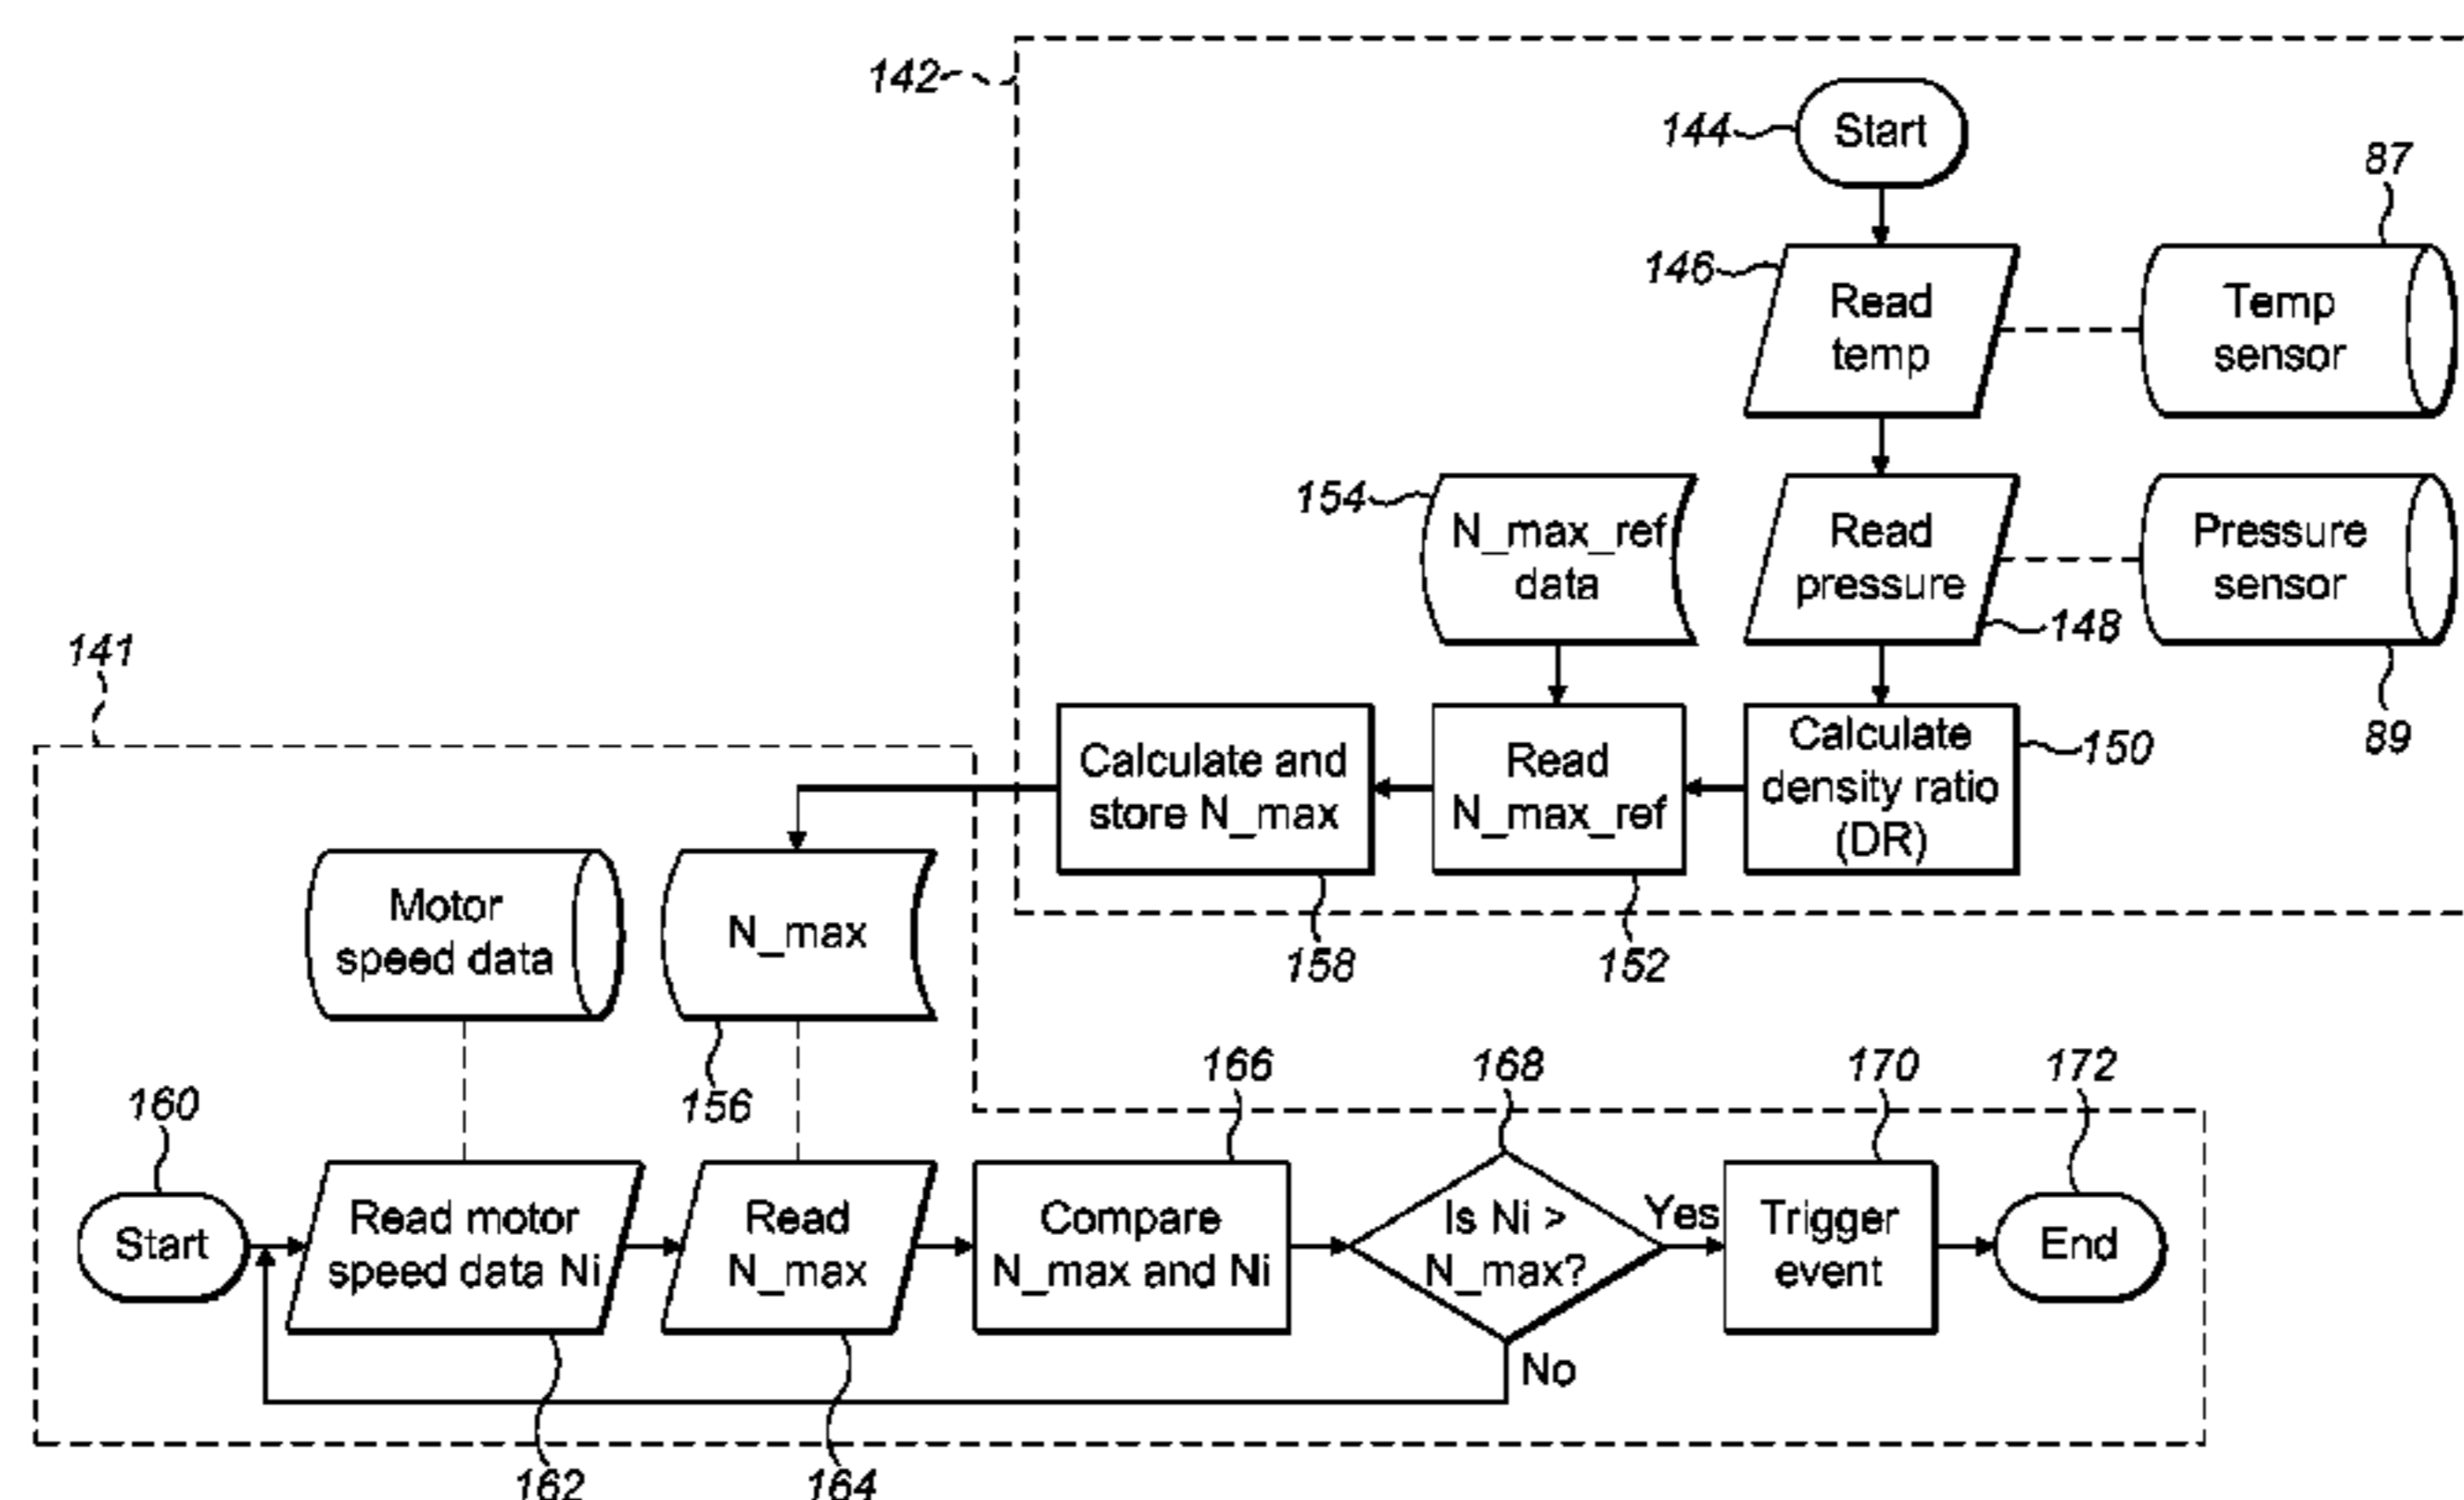 142
144
Start
87
146
Read
temp
Temp
sensor
154
N_max_ref
data
Read
pressure
Pressure
sensor
148
141
Calculate and
store N_max
Read
N_max_ref
Calculate
density ratio
(DR)
150
89
Motor
speed data
N_max
158
152
160
156
166
168
170
172
Start
Read motor
speed data Ni
Read
N_max
Compare
N_max and Ni
Is Ni >
N_max?
Yes
Trigger
event
End
No
162
164